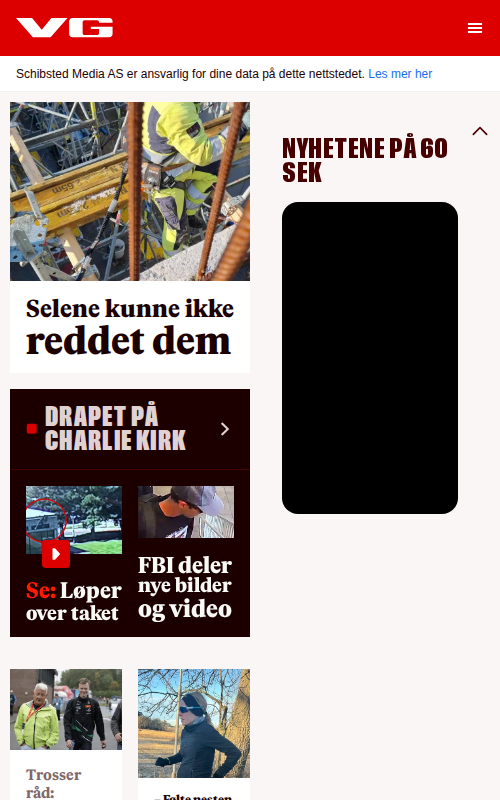 VG
Schibsted Media AS er ansvarlig for dine data på dette nettstedet. Les mer her
Selene kunne ikke
reddet dem
DRAPET PÅ
CHARLIE KIRK
Se: Løper
over taket
FBI deler
nye bilder
og video
Trosser
råd:
– Følte nesten
NYHETENE PÅ 60
SEK